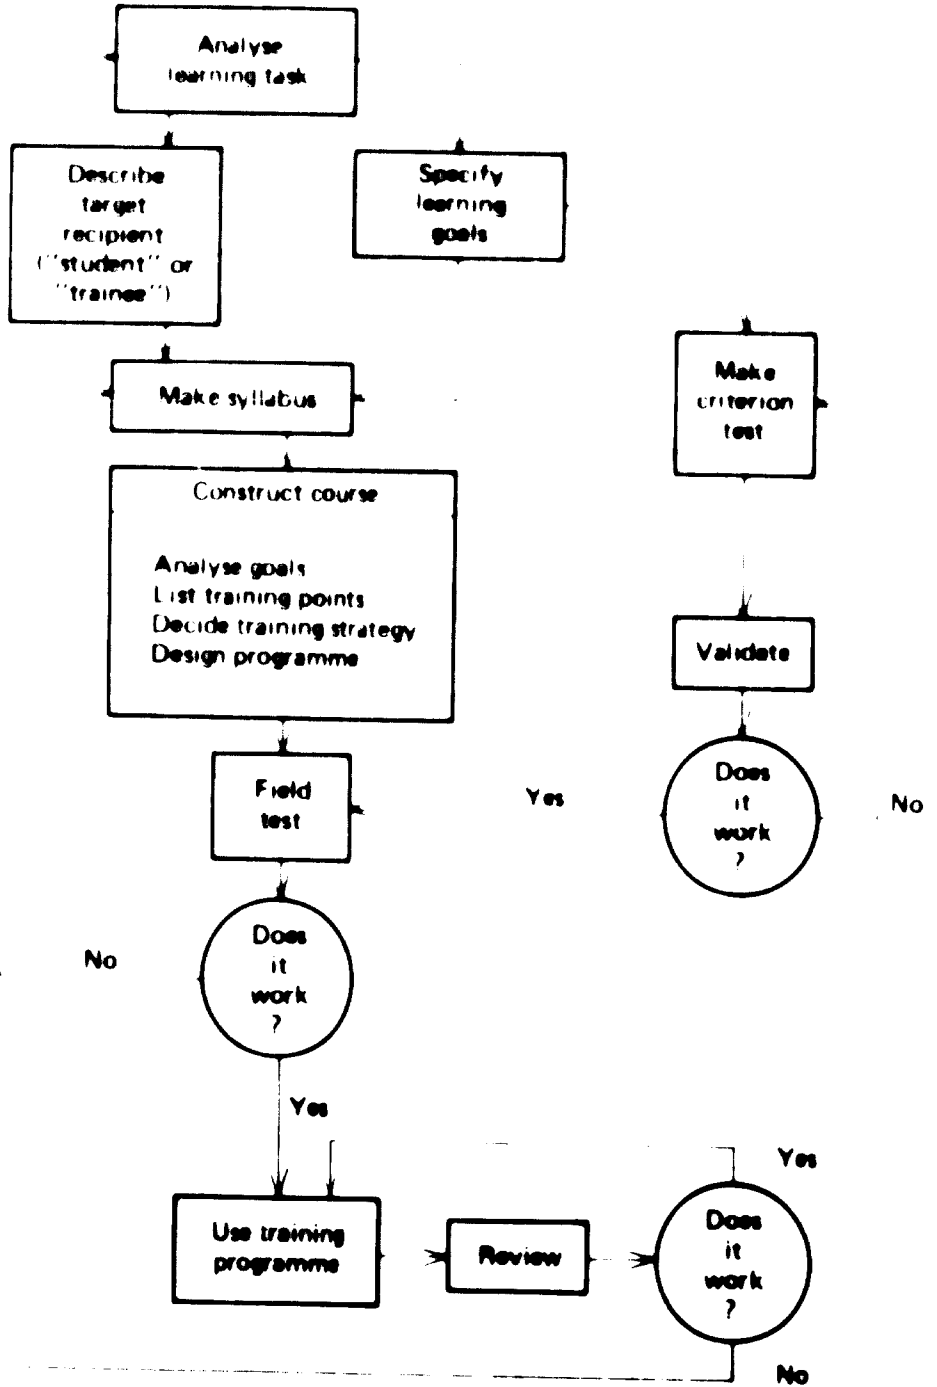 Analyse
learning task
Describe
target
recipient
(''student'' or
''trainee'')
Specify
learning
goals
Make syllabus
Make
criterion
test
Construct course
Analyse goals
List training points
Decide training strategy
Design programme
Validate
Field
test
Yes
Does
it
work
?
No
No
Does
it
work
?
Yes
Yes
Use training
programme
Review
Does
it
work
?
No